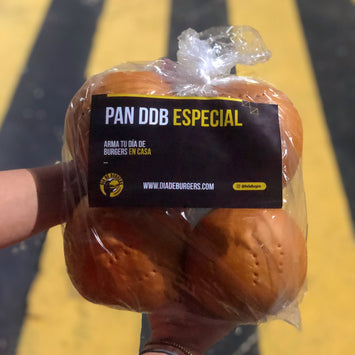 PAN DDB ESPECIAL
ARMA TU DÍA DE
BURGERS EN CASA
WWW.DIADEBURGERS.COM